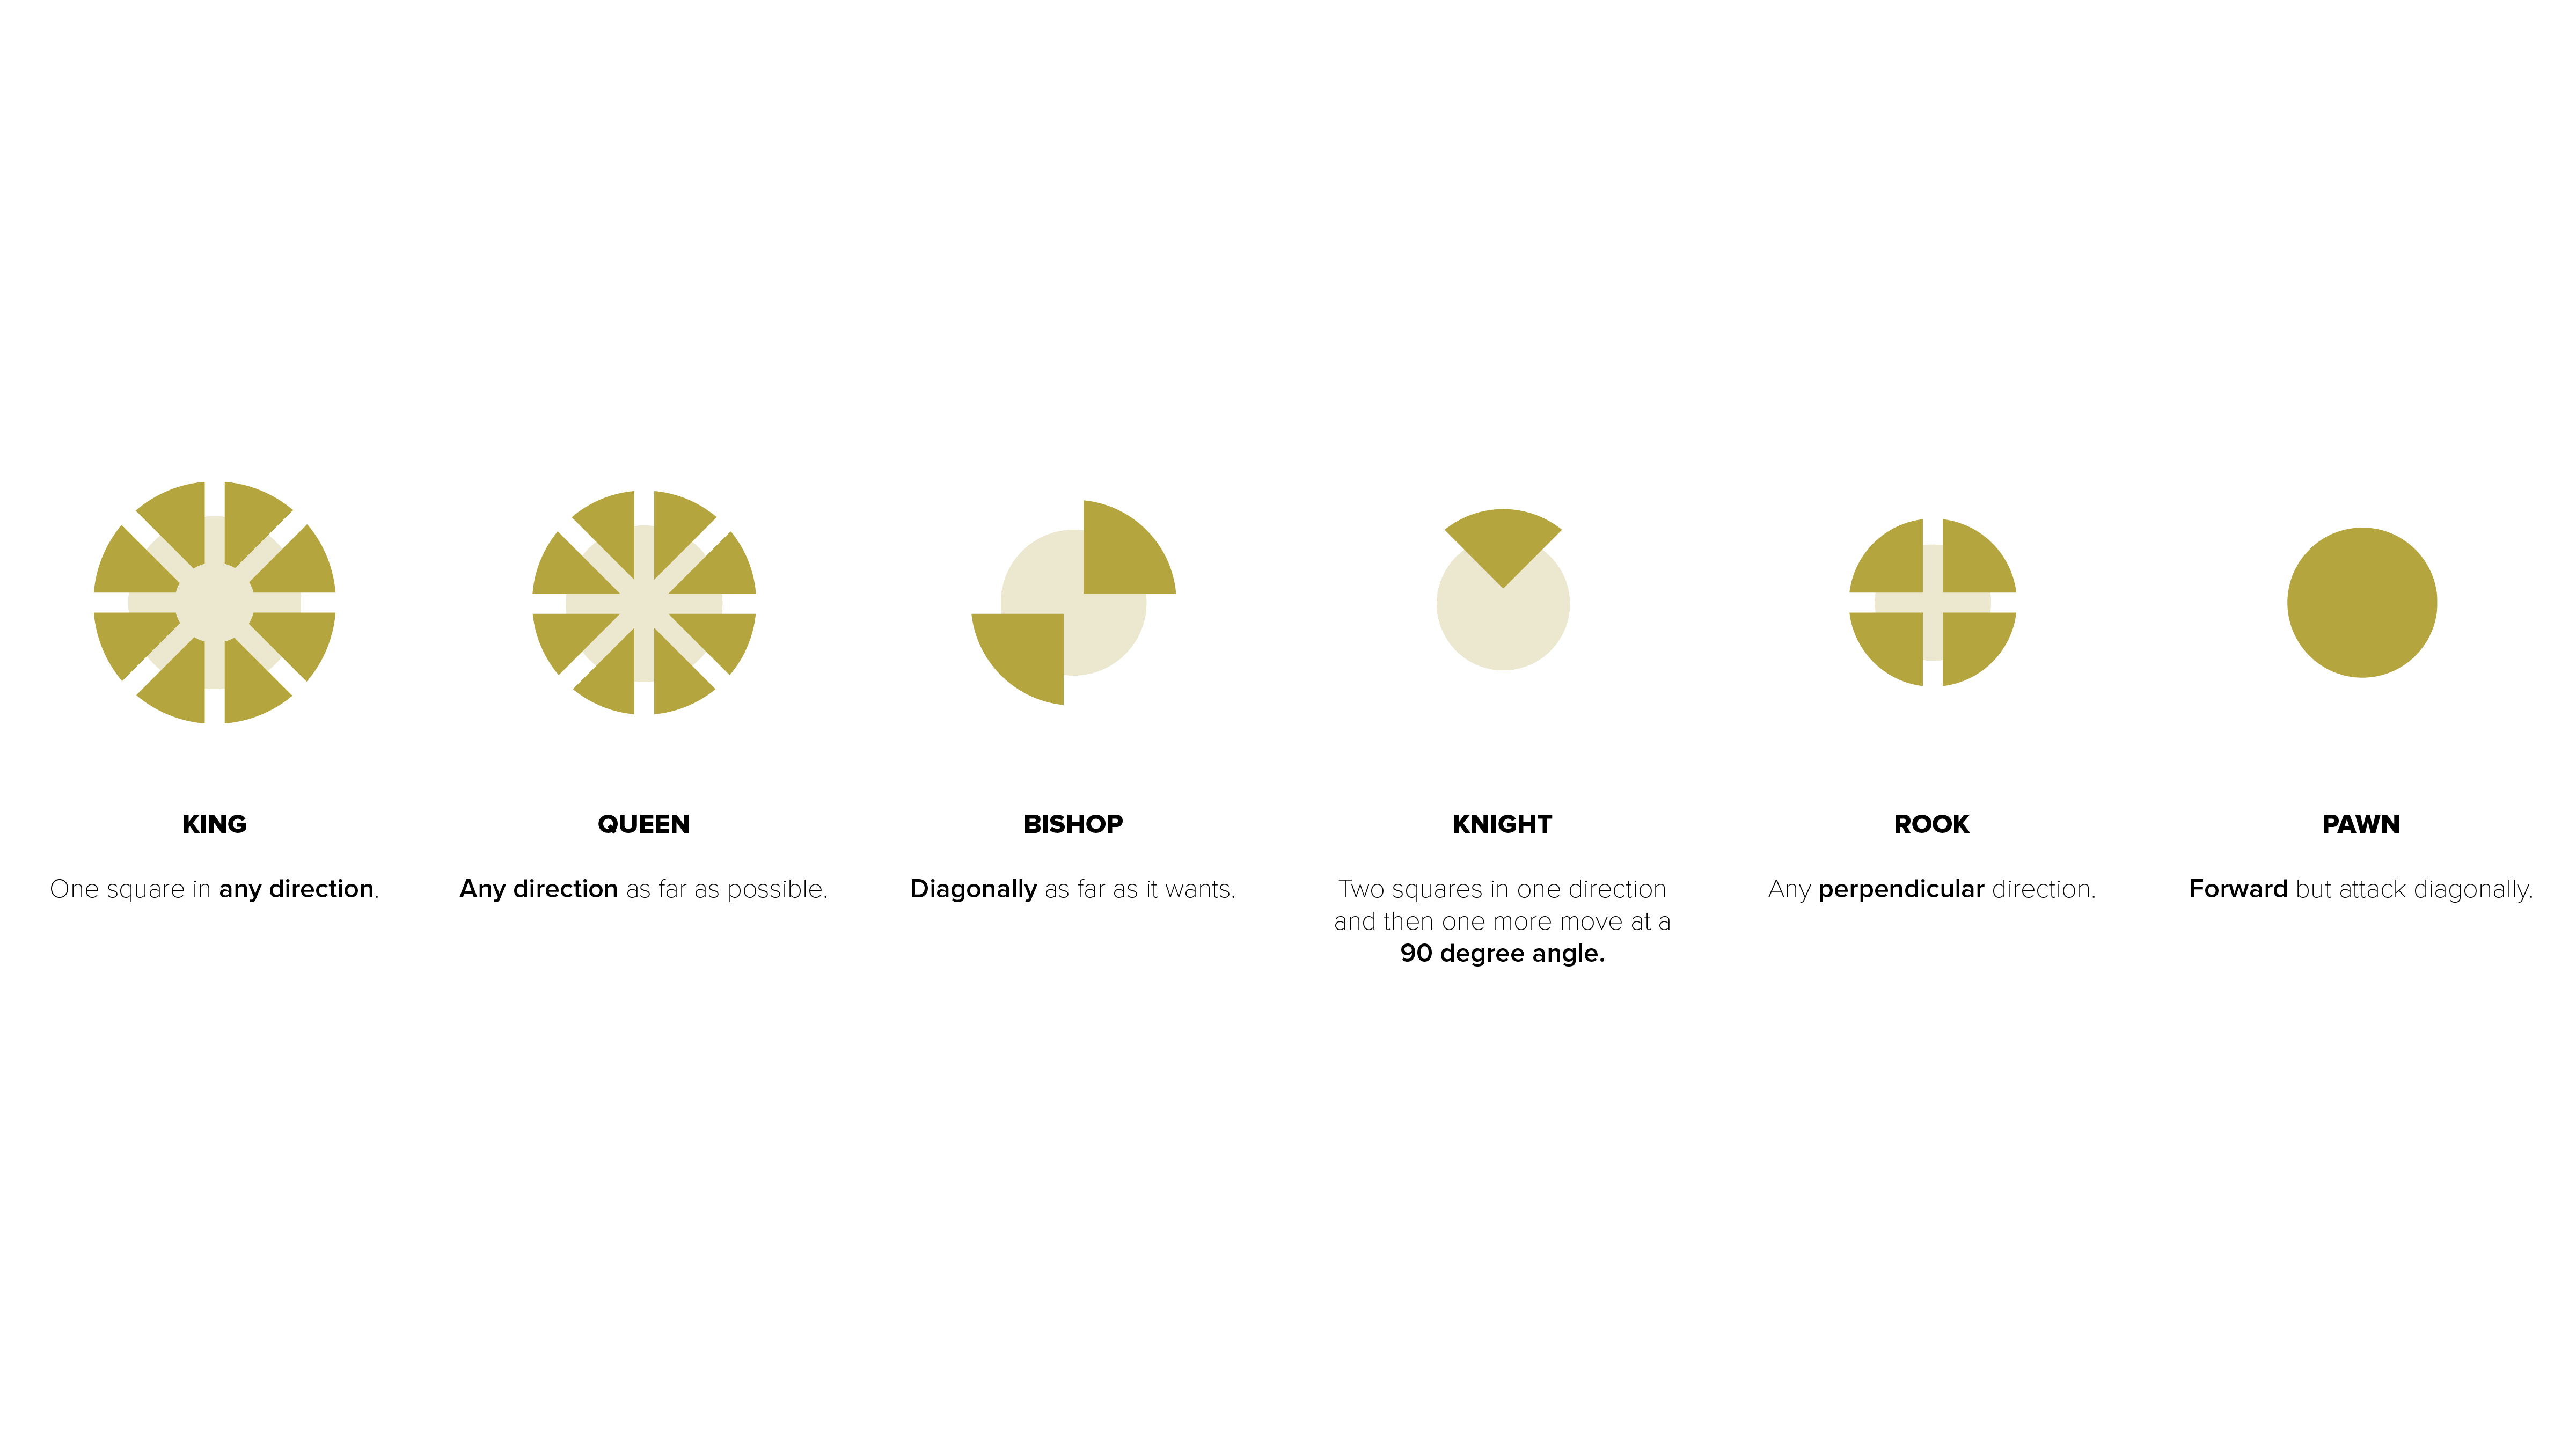 KING
One square in any direction.
QUEEN
Any direction as far as possible.
BISHOP
Diagonally as far as it wants.
KNIGHT
Two squares in one direction
and then one more move at a
90 degree angle.
ROOK
Any perpendicular direction.
PAWN
Forward but attack diagonally.